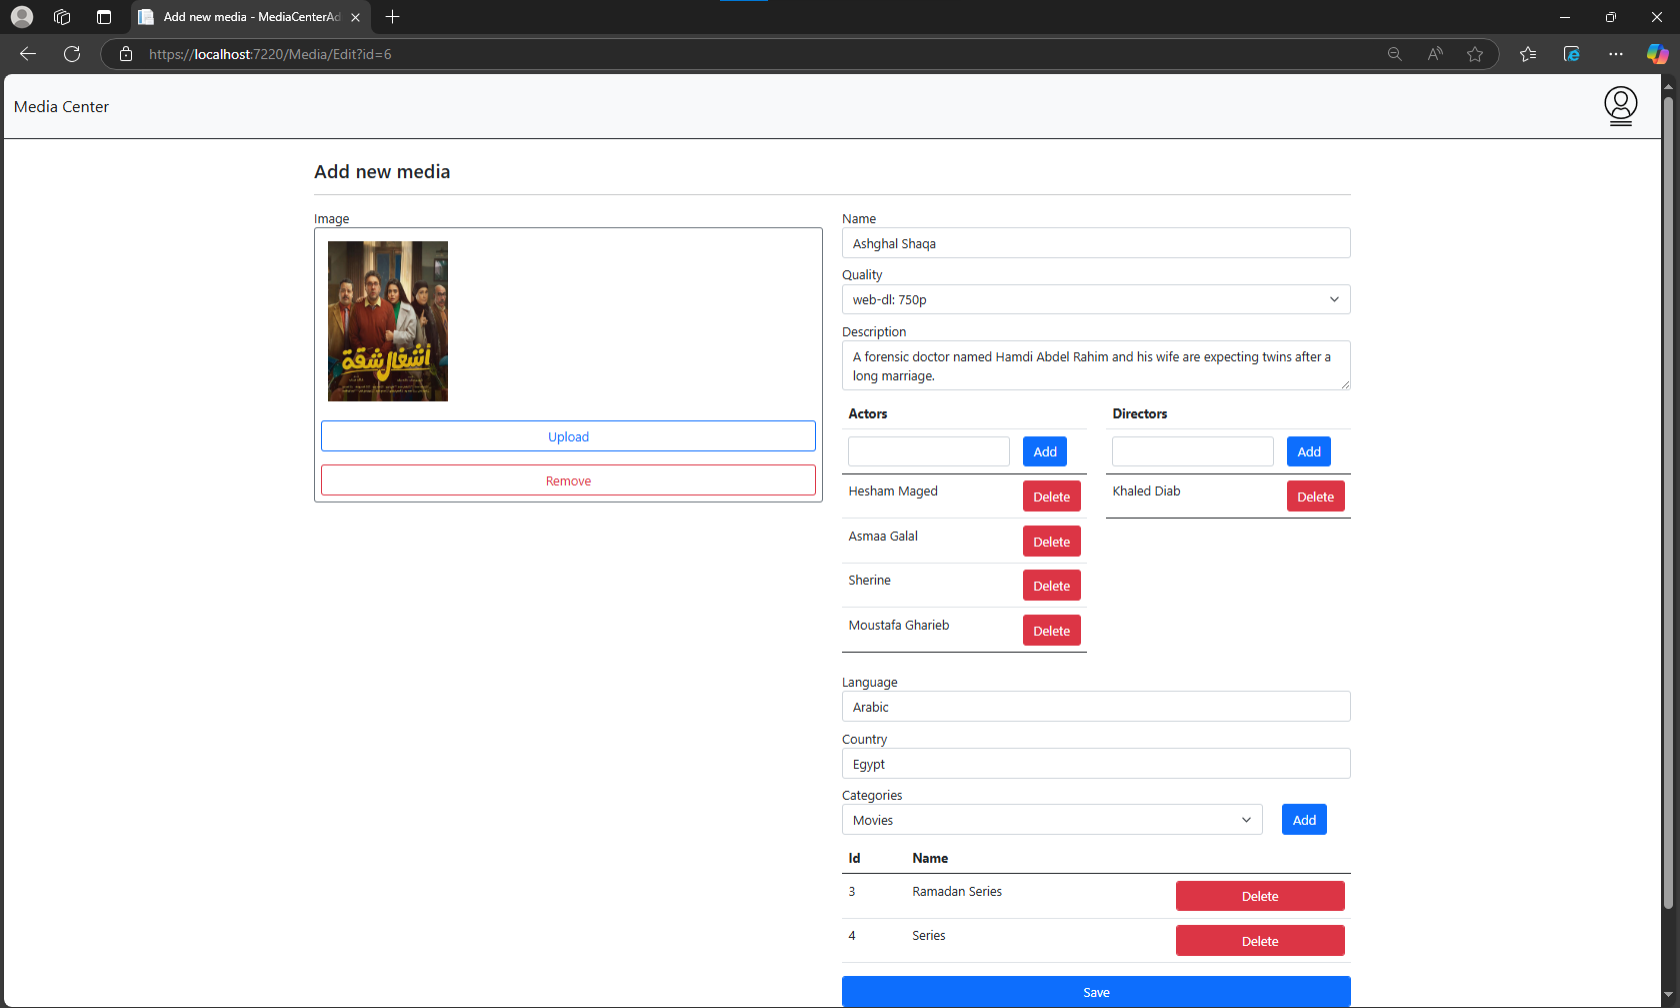 Add new media - MediaCenterAd
https://localhost:7220/Media/Edit?id=6
Media Center
Add new media
Image
أشغال شقة
Upload
Remove
Name
Ashghal Shaqa
Quality
web-dl: 750p
Description
A forensic doctor named Hamdi Abdel Rahim and his wife are expecting twins after a
long marriage.
Actors
Add
Hesham Maged
Delete
Asmaa Galal
Delete
Sherine
Delete
Moustafa Gharieb
Delete
Directors
Add
Khaled Diab
Delete
Language
Arabic
Country
Egypt
Categories
Movies
Add
Id Name
3 Ramadan Series Delete
4 Series Delete
Save